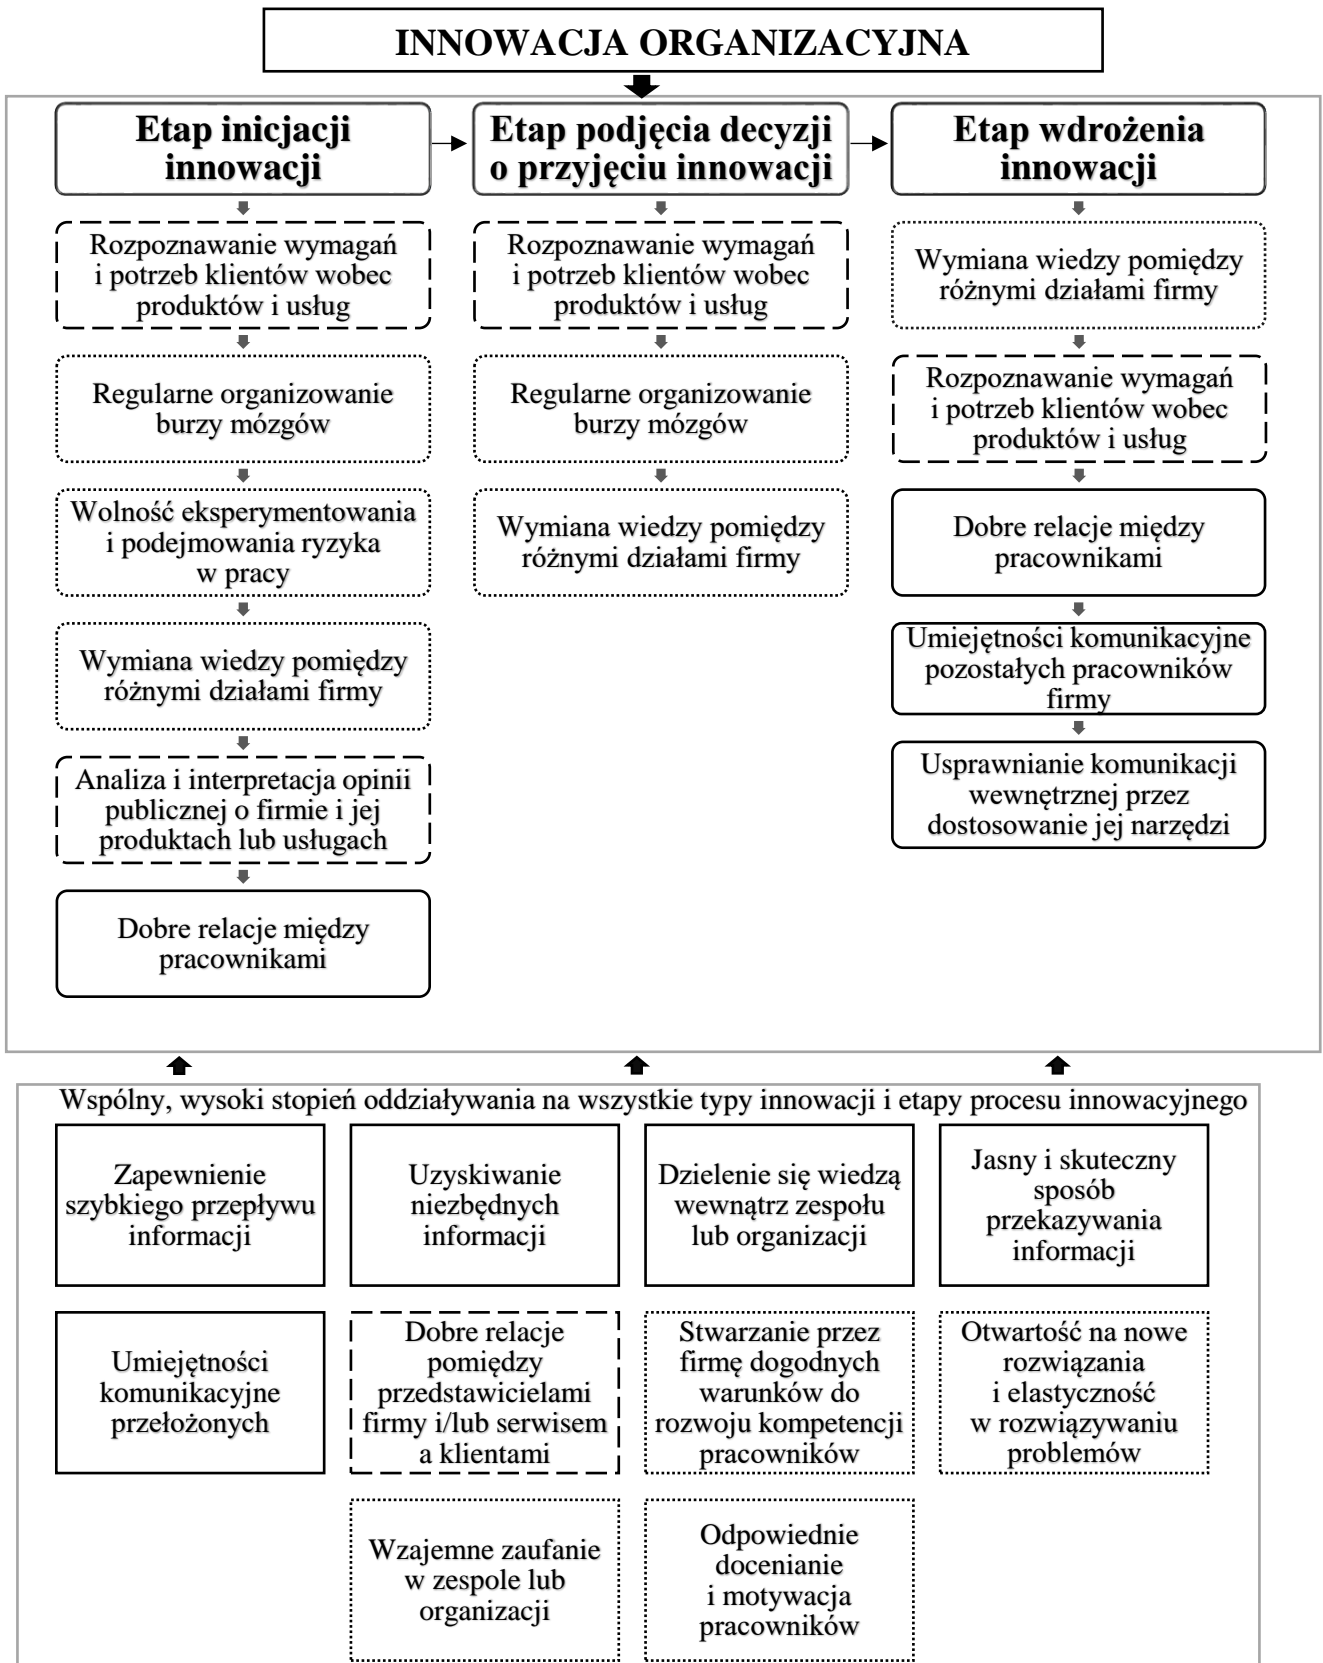 INNOWACJA ORGANIZACYJNA
Etap inicjacji
innowacji
Etap podjęcia decyzji
o przyjęciu innowacji
Etap wdrożenia
innowacji
Rozpoznawanie wymagań
i potrzeb klientów wobec
produktów i usług
Regularne organizowanie
burzy mózgów
Wolność eksperymentowania
i podejmowania ryzyka
w pracy
Wymiana wiedzy pomiędzy
różnymi działami firmy
Analiza i interpretacja opinii
publicznej o firmie i jej
produktach lub usługach
Dobre relacje między
pracownikami
Rozpoznawanie wymagań
i potrzeb klientów wobec
produktów i usług
Regularne organizowanie
burzy mózgów
Wymiana wiedzy pomiędzy
różnymi działami firmy
Wymiana wiedzy pomiędzy
różnymi działami firmy
Rozpoznawanie wymagań
i potrzeb klientów wobec
produktów i usług
Dobre relacje między
pracownikami
Umiejętności komunikacyjne
pozostałych pracowników
firmy
Usprawnianie komunikacji
wewnętrznej przez
dostosowanie jej narzędzi
Wspólny, wysoki stopień oddziaływania na wszystkie typy innowacji i etapy procesu innowacyjnego
Zapewnienie
szybkiego przepływu
informacji
Uzyskiwanie
niezbędnych
informacji
Dzielenie się wiedzą
wewnątrz zespołu
lub organizacji
Jasny i skuteczny
sposób
przekazywania
informacji
Umiejętności
komunikacyjne
przełożonych
Dobre relacje
pomiędzy
przedstawicielami
firmy i/lub serwisem
a klientami
Stwarzanie przez
firmę dogodnych
warunków do
rozwoju kompetencji
pracowników
Otwartość na nowe
rozwiązania
i elastyczność
w rozwiązywaniu
problemów
Wzajemne zaufanie
w zespole lub
organizacji
Odpowiednie
docenianie
i motywacja
pracowników